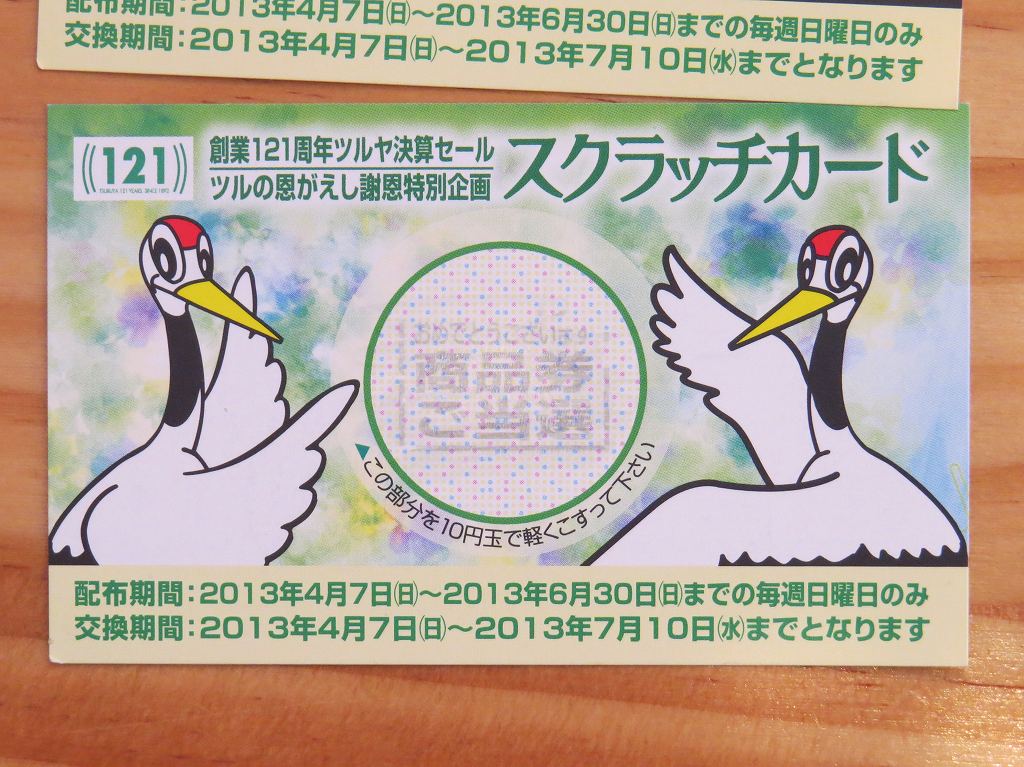 配布期間：2013年4月7日㈰～2013年6月30日㈰までの毎週日曜日のみ
交換期間：2013年4月7日㈰～2013年7月10日㈬までとなります
121
創業121周年ツルヤ決算セール
ツルの恩がえし謝恩特別企画
スクラッチカード
商品券
ご当選
▲この部分を10円玉で軽くこすって下さい
配布期間：2013年4月7日㈰～2013年6月30日㈰までの毎週日曜日のみ
交換期間：2013年4月7日㈰～2013年7月10日㈬までとなります